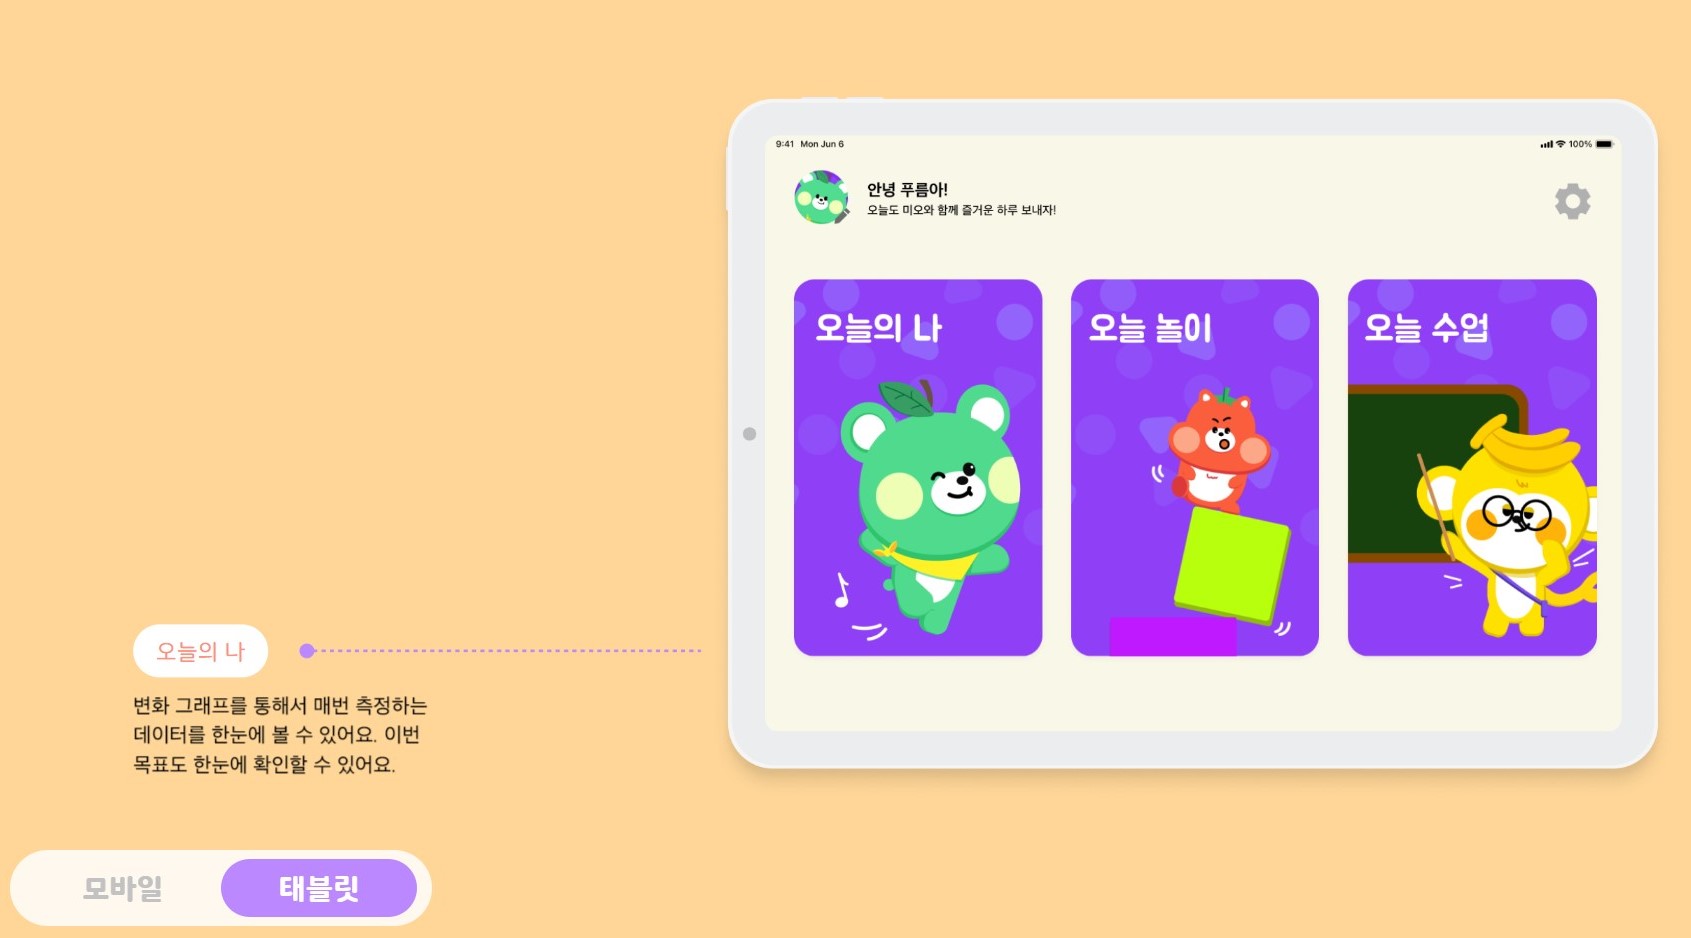 9:41 Mon Jun 6
100%
안녕 푸름아!
오늘도 미오와 함께 즐거운 하루 보내자!
오늘의 나
오늘 놀이
오늘 수업
오늘의 나
변화 그래프를 통해서 매번 측정하는
데이터를 한눈에 볼 수 있어요. 이번
목표도 한눈에 확인할 수 있어요.
모바일
태블릿